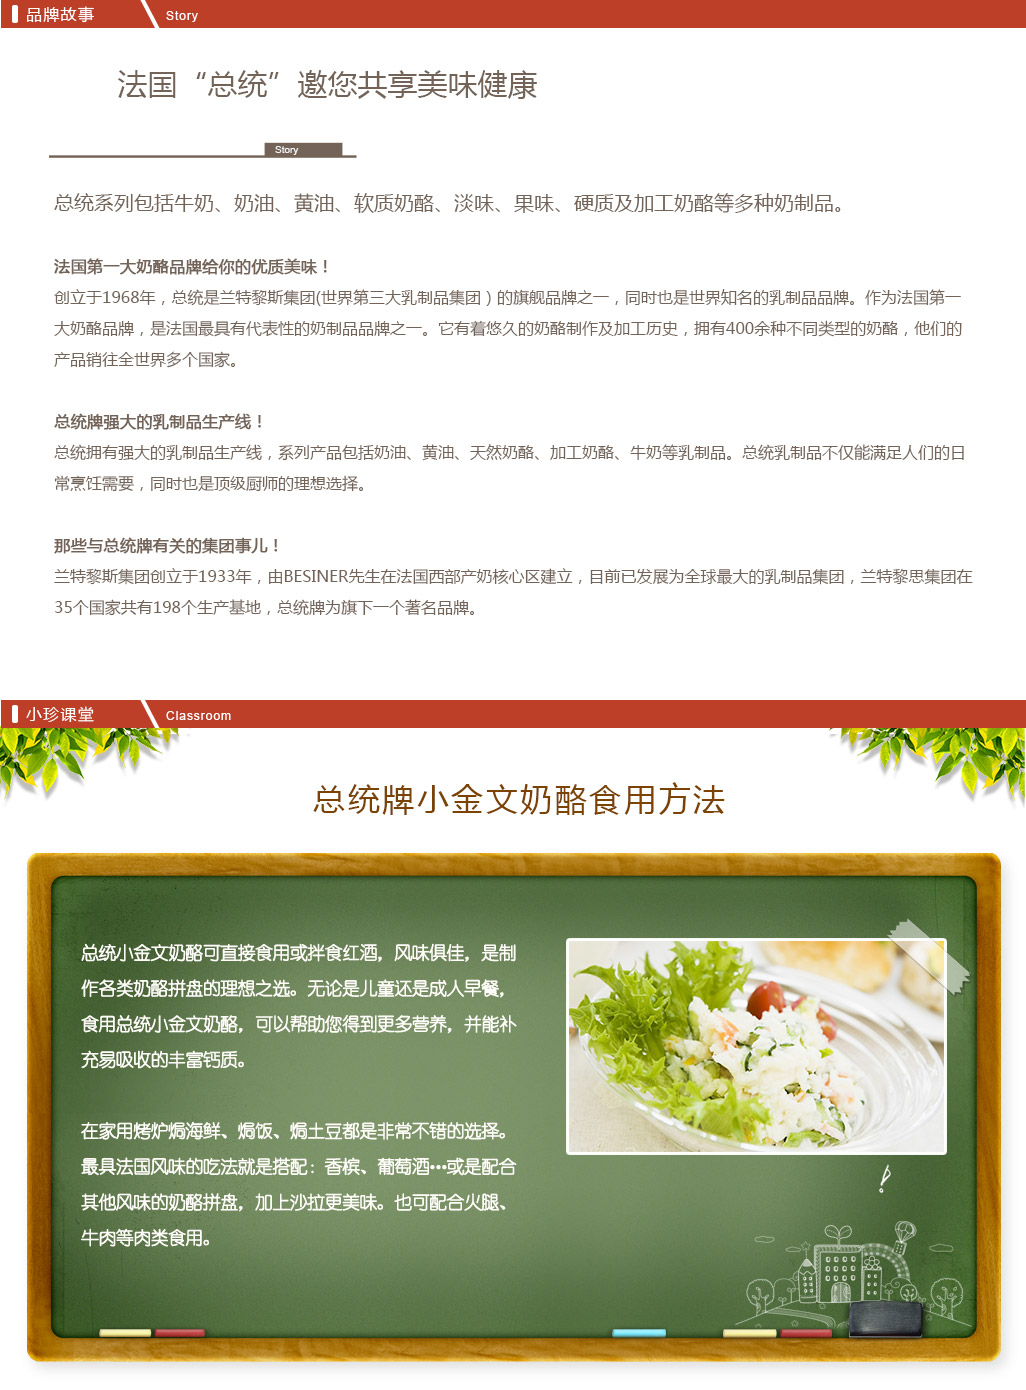 品牌故事
Story
法国“总统”邀您共享美味健康
Story
总统系列包括牛奶、奶油、黄油、软质奶酪、淡味、果味、硬质及加工奶酪等多种奶制品。
法国第一大奶酪品牌给你的优质美味！
创立于1968年，总统是兰特黎斯集团(世界第三大乳制品集团）的旗舰品牌之一，同时也是世界知名的乳制品品牌。作为法国第一
大奶酪品牌，是法国最具有代表性的奶制品品牌之一。它有着悠久的奶酪制作及加工历史，拥有400余种不同类型的奶酪，他们的
产品销往全世界多个国家。
总统牌强大的乳制品生产线！
总统拥有强大的乳制品生产线，系列产品包括奶油、黄油、天然奶酪、加工奶酪、牛奶等乳制品。总统乳制品不仅能满足人们的日
常烹饪需要，同时也是顶级厨师的理想选择。
那些与总统牌有关的集团事儿！
兰特黎斯集团创立于1933年，由BESINER先生在法国西部产奶核心区建立，目前已发展为全球最大的乳制品集团，兰特黎思集团在
35个国家共有198个生产基地，总统牌为旗下一个著名品牌。
小珍课堂
Classroom
总统牌小金文奶酪食用方法
总统小金文奶酪可直接食用或拌食红酒，风味俱佳，是制
作各类奶酪拼盘的理想之选。无论是儿童还是成人早餐，
食用总统小金文奶酪，可以帮助您得到更多营养，并能补
充易吸收的丰富钙质。
在家用烤炉焗海鲜、焗饭、焗土豆都是非常不错的选择。
最具法国风味的吃法就是搭配：香槟、葡萄酒…或是配合
其他风味的奶酪拼盘，加上沙拉更美味。也可配合火腿、
牛肉等肉类食用。